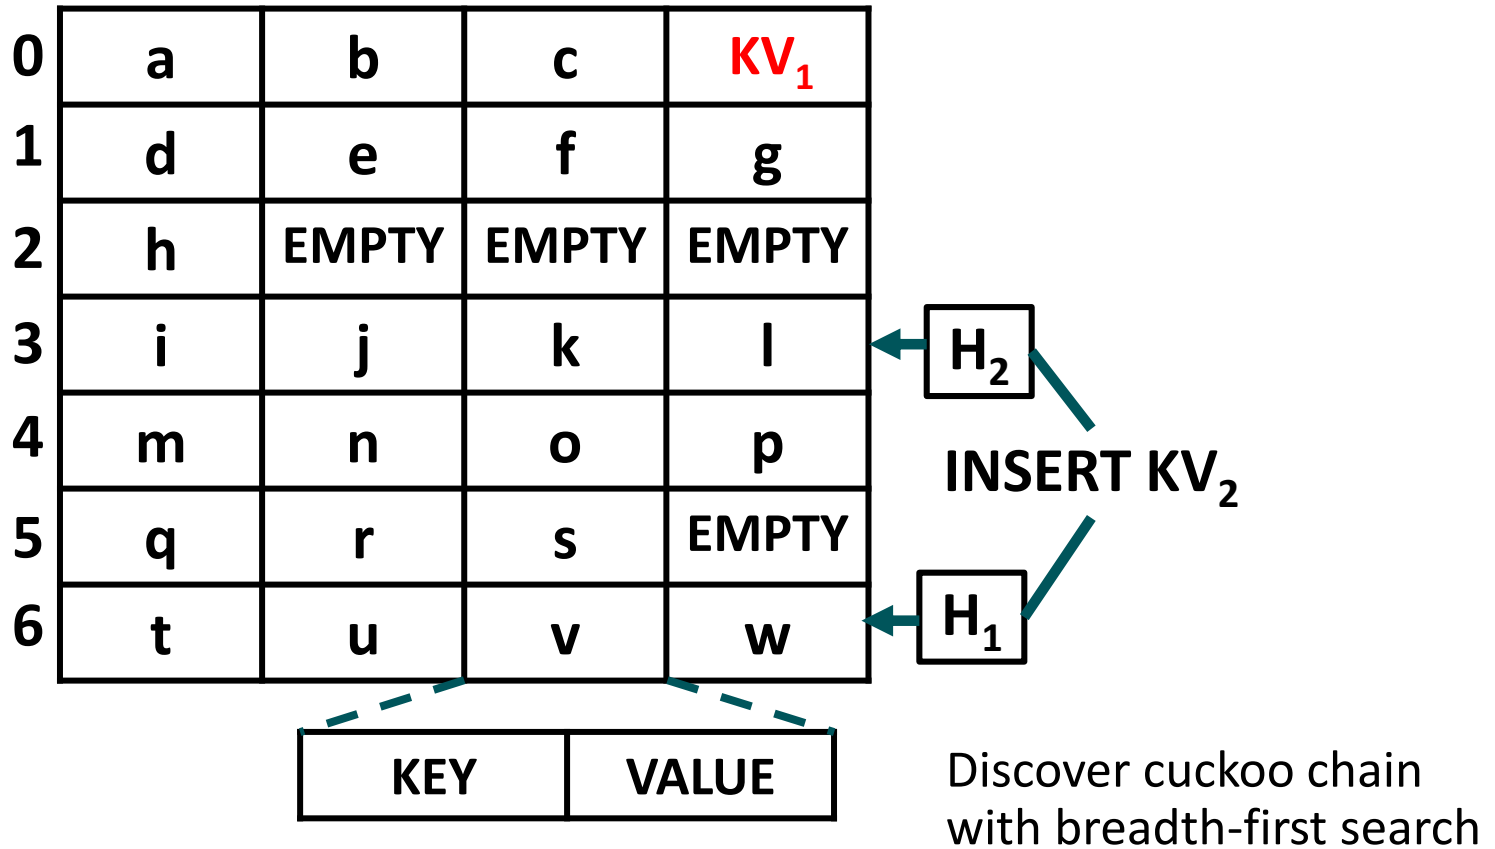 0 a b c KV₁
1 d e f g
2 h EMPTY EMPTY EMPTY
3 i j k l
H₂
4 m n o p
INSERT KV₂
5 q r s EMPTY
6 t u v w
H₁
KEY VALUE
Discover cuckoo chain
with breadth-first search